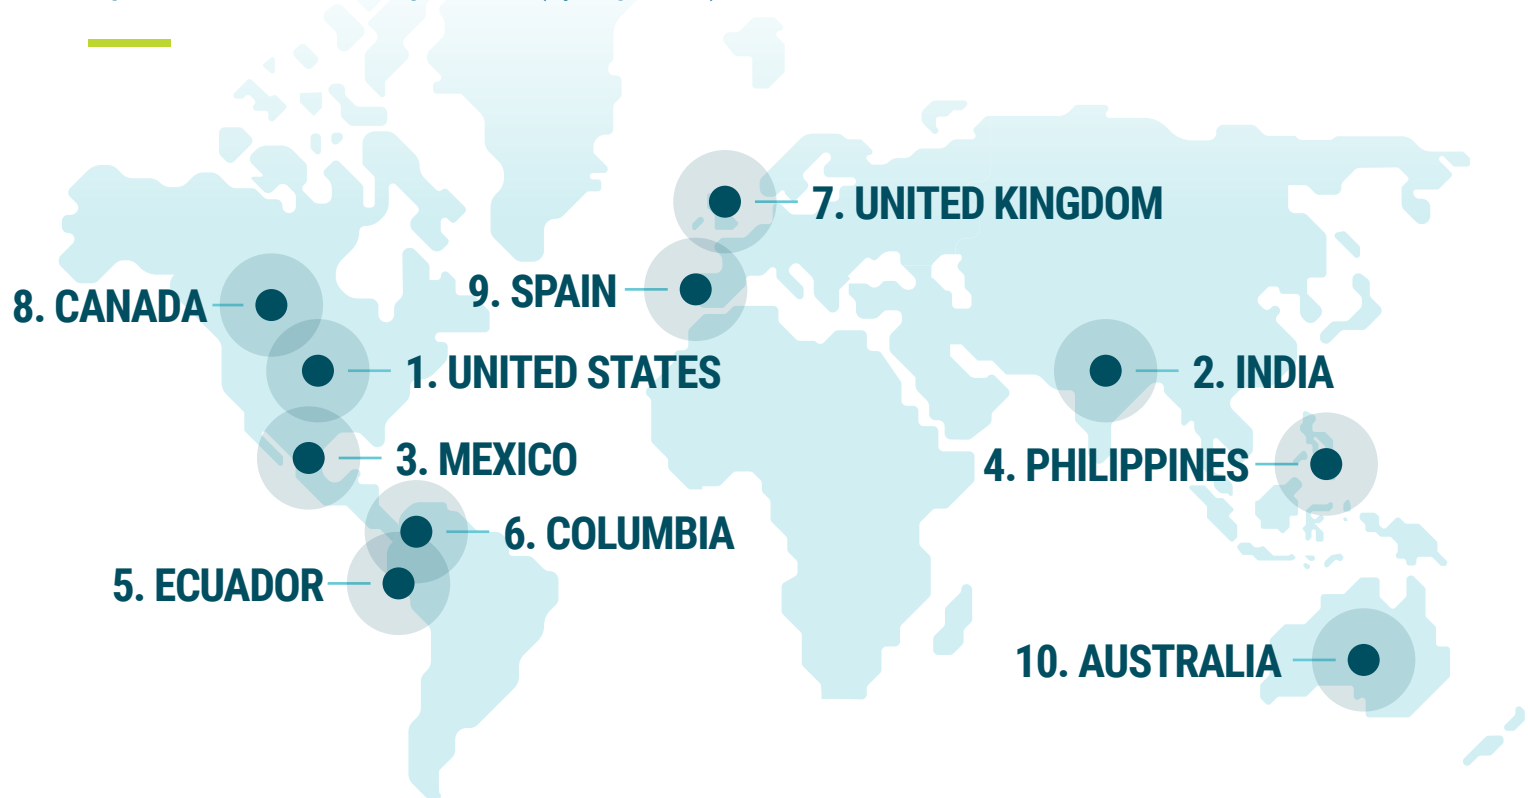 7. UNITED KINGDOM
9. SPAIN
8. CANADA
1. UNITED STATES
2. INDIA
3. MEXICO
4. PHILIPPINES
6. COLUMBIA
5. ECUADOR
10. AUSTRALIA